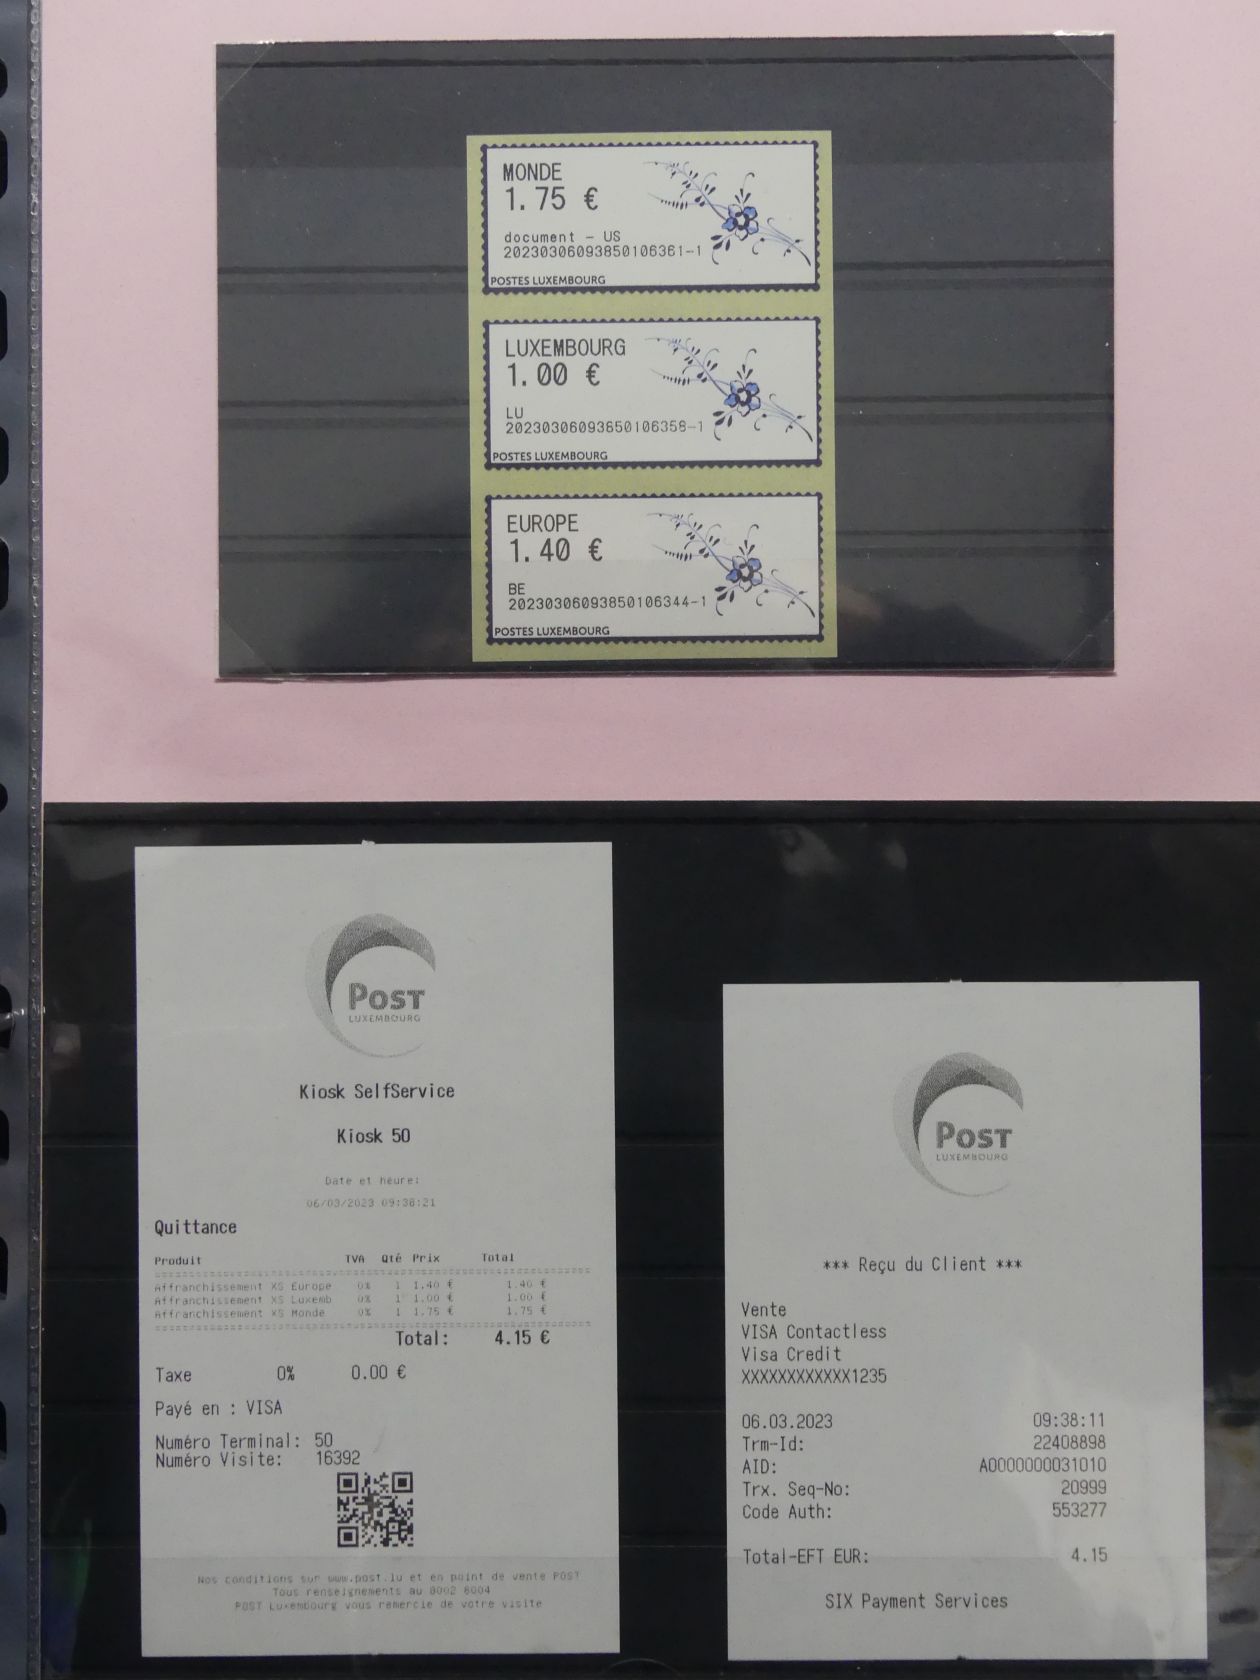 MONDE
1.75 €
document - US
20230306093850106361-1
POSTES LUXEMBOURG
LUXEMBOURG
1.00 €
LU
20230306093850106358-1
POSTES LUXEMBOURG
EUROPE
1.40 €
BE
20230306093850106344-1
POSTES LUXEMBOURG
POST
LUXEMBOURG
Kiosk SelfService
Kiosk 50
Date et heure:
06/03/2023 09:38:21
Quittance
Produit TVA Qté Prix Total
Affranchissement XS Europe 0% 1 1.40 € 1.40 €
Affranchissement XS Luxemb 0% 1 1.00 € 1.00 €
Affranchissement XS Monde 0% 1 1.75 € 1.75 €
Total: 4.15 €
Taxe 0% 0.00 €
Payé en : VISA
Numéro Terminal: 50
Numéro Visite: 16392
Nos conditions sur www.post.lu et en point de vente POST
Tous renseignements au 8002 8004
POST Luxembourg vous remercie de votre visite
POST
LUXEMBOURG
*** Reçu du Client ***
Vente
VISA Contactless
Visa Credit
XXXXXXXXXXXX1235
06.03.2023 09:38:11
Trm-Id: 22408898
AID: A0000000031010
Trx. Seq-No: 20999
Code Auth: 553277
Total-EFT EUR: 4.15
SIX Payment Services